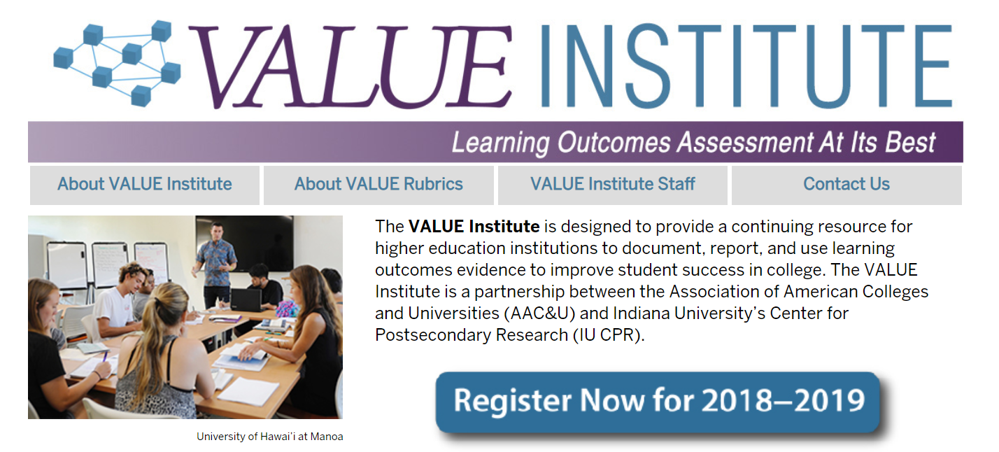 VALUE INSTITUTE
Learning Outcomes Assessment At Its Best
About VALUE Institute
About VALUE Rubrics
VALUE Institute Staff
Contact Us
The VALUE Institute is designed to provide a continuing resource for
higher education institutions to document, report, and use learning
outcomes evidence to improve student success in college. The VALUE
Institute is a partnership between the Association of American Colleges
and Universities (AAC&U) and Indiana University’s Center for
Postsecondary Research (IU CPR).
Register Now for 2018–2019
University of Hawai’i at Manoa